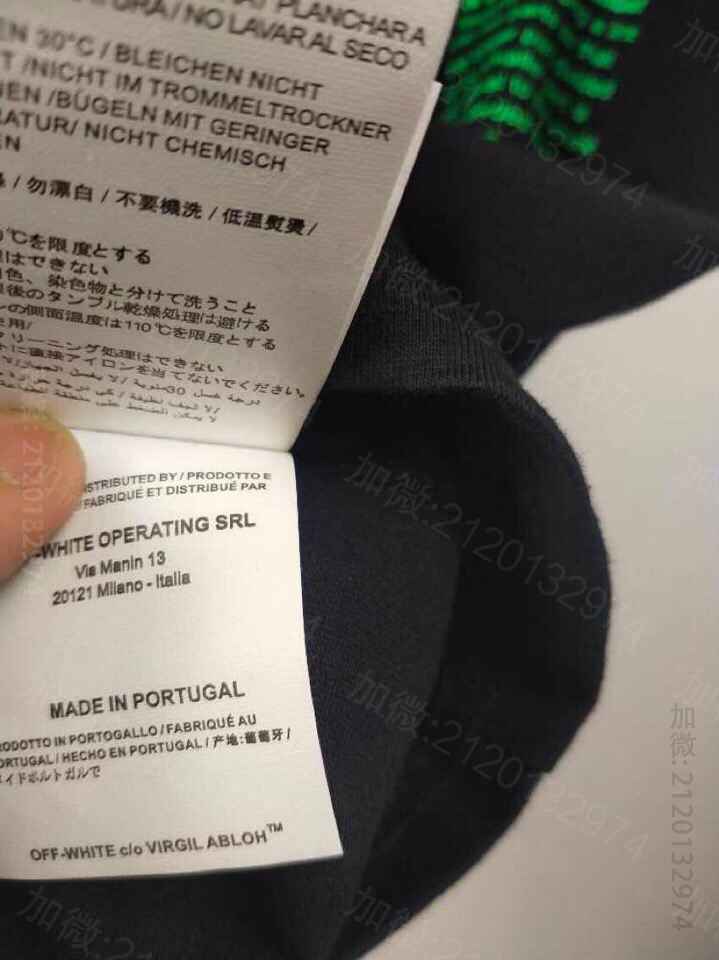 PLANCHAR A
/ NO LAVAR AL SECO
30°C / BLEICHEN NICHT
/NICHT IM TROMMELTROCKNER
/BÜGELN MIT GERINGER
/ NICHT CHEMISCH
EN
/ 勿漂白 / 不要機洗 / 低温熨燙 /
℃を限度とする
はできない
色、染色物と分けて洗うこと
後のタンブル乾燥処理は避ける
の側面温度は110℃を限度とする
用/
クリーニング処理はできない
に直接アイロンを当てないでください。
DISTRIBUTED BY / PRODOTTO E
/ FABRIQUÉ ET DISTRIBUÉ PAR
-WHITE OPERATING SRL
Via Manin 13
20121 Milano - Italia
MADE IN PORTUGAL
RODOTTO IN PORTOGALLO / FABRIQUÉ AU
ORTUGAL / HECHO EN PORTUGAL / 产地:葡萄牙 /
イドポルトガルで
OFF-WHITE c/o VIRGIL ABLOH™
加微:2120132974